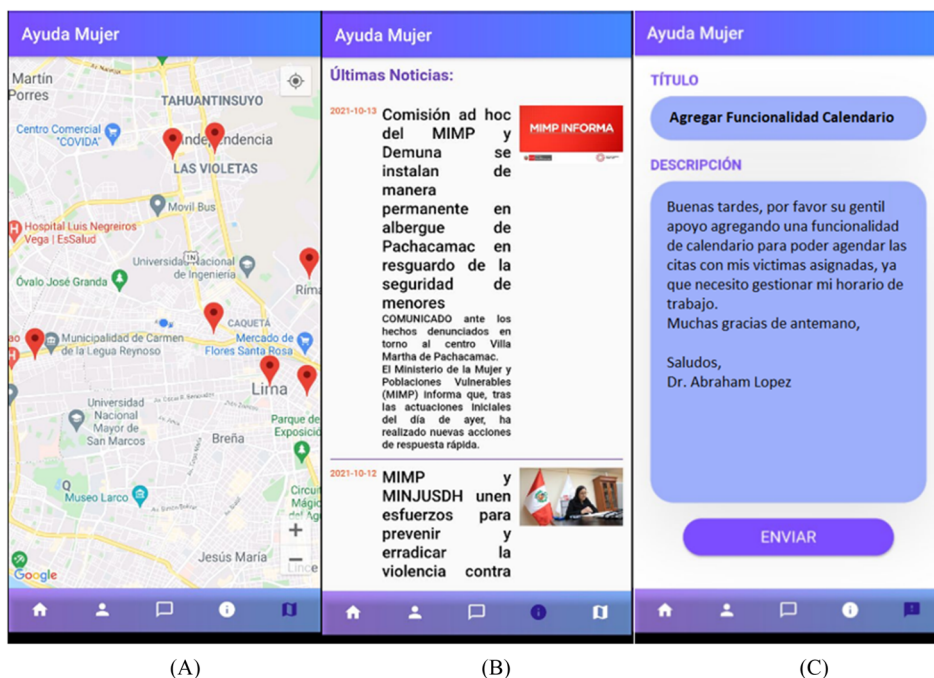 Ayuda Mujer
Martín
Porres
TAHUANTINSUYO
Centro Comercial
"COVIDA"
Independencia
LAS VIOLETAS
Movil Bus
Hospital Luis Negreiros
Vega | EsSalud
1N
Universidad Nacional
de Ingeniería
Óvalo José Granda
Ríma
CAQUETÁ
Municipalidad de Carmen
de la Legua Reynoso
Mercado de
Flores Santa Rosa
Lima
Universidad
Nacional
Mayor de
San Marcos
Parque de
Exposició
Breña
Museo Larco
Circui
Mágic
del Ag
Jesús María
Lince
Google
(A)
Ayuda Mujer
Últimas Noticias:
2021-10-13
Comisión ad hoc
del MIMP y
Demuna se
instalan de
manera
permanente en
albergue de
Pachacamac en
resguardo de la
seguridad de
menores
MIMP INFORMA
COMUNICADO ante los
hechos denunciados en
torno al centro Villa
Martha de Pachacamac.
El Ministerio de la Mujer y
Poblaciones Vulnerables
(MIMP) informa que, tras
las actuaciones iniciales
del día de ayer, ha
realizado nuevas acciones
de respuesta rápida.
2021-10-12
MIMP y
MINJUSDH unen
esfuerzos para
prevenir y
erradicar la
violencia contra
(B)
Ayuda Mujer
TÍTULO
Agregar Funcionalidad Calendario
DESCRIPCIÓN
Buenas tardes, por favor su gentil
apoyo agregando una funcionalidad
de calendario para poder agendar las
citas con mis victimas asignadas, ya
que necesito gestionar mi horario de
trabajo.
Muchas gracias de antemano,
Saludos,
Dr. Abraham Lopez
ENVIAR
(C)